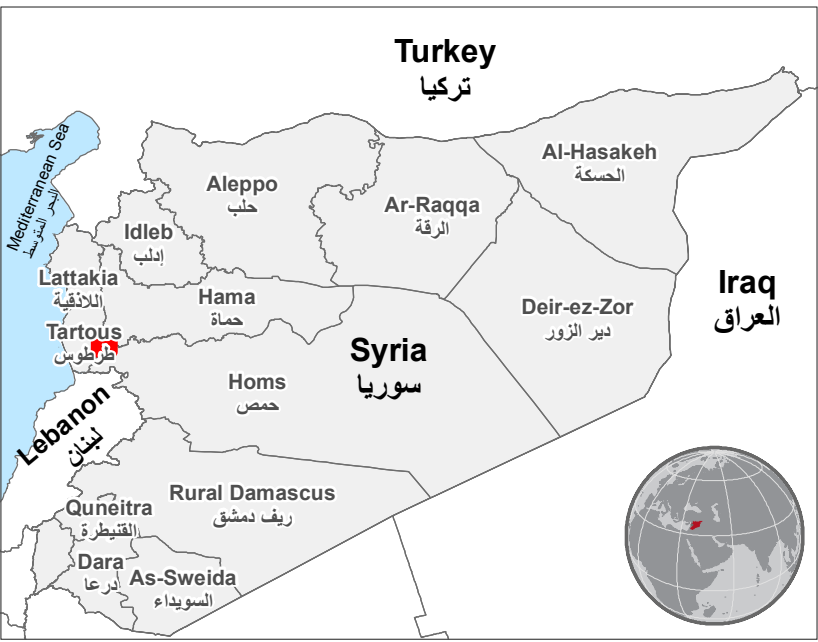 Turkey
تركيا
Mediterranean Sea
البحر المتوسط
Al-Hasakeh
الحسكة
Aleppo
حلب
Ar-Raqqa
الرقة
Idleb
إدلب
Lattakia
اللاذقية
Hama
حماة
Iraq
العراق
Deir-ez-Zor
دير الزور
Tartous
طرطوس
Syria
سوريا
Homs
حمص
Lebanon
لبنان
Rural Damascus
ريف دمشق
Quneitra
القنيطرة
Dara
درعا
As-Sweida
السويداء